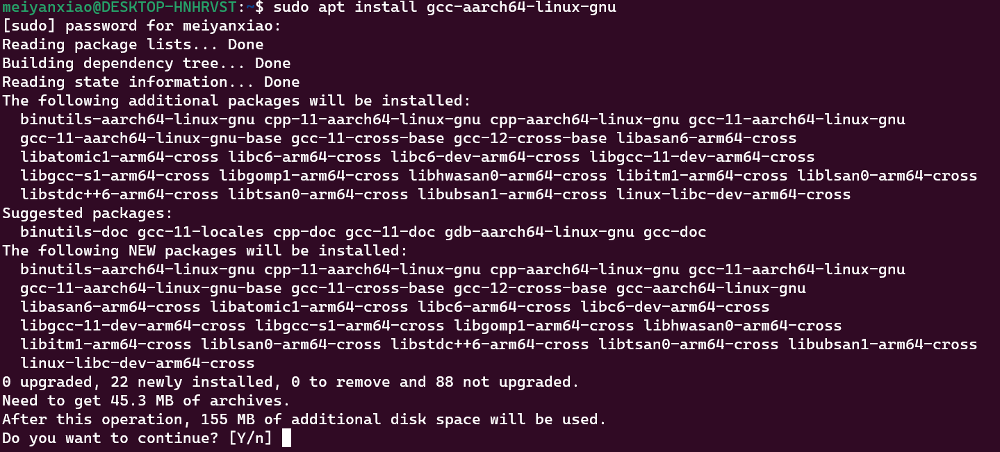 meiyanxiao@DESKTOP-HNHRVST:~$ sudo apt install gcc-aarch64-linux-gnu
[sudo] password for meiyanxiao:
Reading package lists... Done
Building dependency tree... Done
Reading state information... Done
The following additional packages will be installed:
  binutils-aarch64-linux-gnu cpp-11-aarch64-linux-gnu cpp-aarch64-linux-gnu gcc-11-aarch64-linux-gnu
  gcc-11-aarch64-linux-gnu-base gcc-11-cross-base gcc-12-cross-base libasan6-arm64-cross
  libatomic1-arm64-cross libc6-arm64-cross libc6-dev-arm64-cross libgcc-11-dev-arm64-cross
  libgcc-s1-arm64-cross libgomp1-arm64-cross libhwasan0-arm64-cross libitm1-arm64-cross liblsan0-arm64-cross
  libstdc++6-arm64-cross libtsan0-arm64-cross libubsan1-arm64-cross linux-libc-dev-arm64-cross
Suggested packages:
  binutils-doc gcc-11-locales cpp-doc gcc-11-doc gdb-aarch64-linux-gnu gcc-doc
The following NEW packages will be installed:
  binutils-aarch64-linux-gnu cpp-11-aarch64-linux-gnu cpp-aarch64-linux-gnu gcc-11-aarch64-linux-gnu
  gcc-11-aarch64-linux-gnu-base gcc-11-cross-base gcc-12-cross-base gcc-aarch64-linux-gnu
  libasan6-arm64-cross libatomic1-arm64-cross libc6-arm64-cross libc6-dev-arm64-cross
  libgcc-11-dev-arm64-cross libgcc-s1-arm64-cross libgomp1-arm64-cross libhwasan0-arm64-cross
  libitm1-arm64-cross liblsan0-arm64-cross libstdc++6-arm64-cross libtsan0-arm64-cross libubsan1-arm64-cross
  linux-libc-dev-arm64-cross
0 upgraded, 22 newly installed, 0 to remove and 88 not upgraded.
Need to get 45.3 MB of archives.
After this operation, 155 MB of additional disk space will be used.
Do you want to continue? [Y/n]